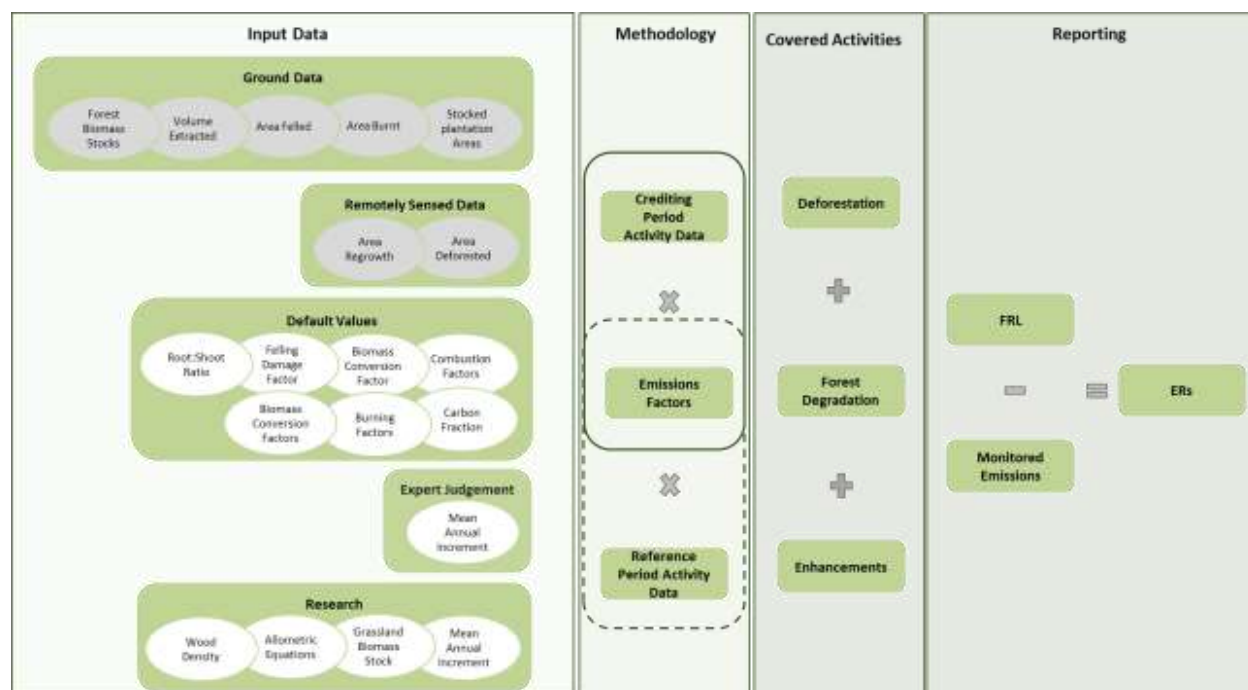 Input Data
Ground Data
Forest
Biomass
Stocks
Volume
Extracted
Area Felled
Area Burnt
Stocked
plantation
Areas
Remotely Sensed Data
Area
Regrowth
Area
Deforested
Default Values
Root:Shoot
Ratio
Felling
Damage
Factor
Biomass
Conversion
Factor
Combustion
Factors
Biomass
Conversion
Factors
Burning
Factors
Carbon
Fraction
Expert Judgement
Mean
Annual
Increment
Research
Wood
Density
Allometric
Equations
Grassland
Biomass
Stock
Mean
Annual
Increment
Methodology
Crediting
Period
Activity Data
Emissions
Factors
Reference
Period Activity
Data
Covered Activities
Deforestation
Forest
Degradation
Enhancements
Reporting
FRL
ERs
Monitored
Emissions